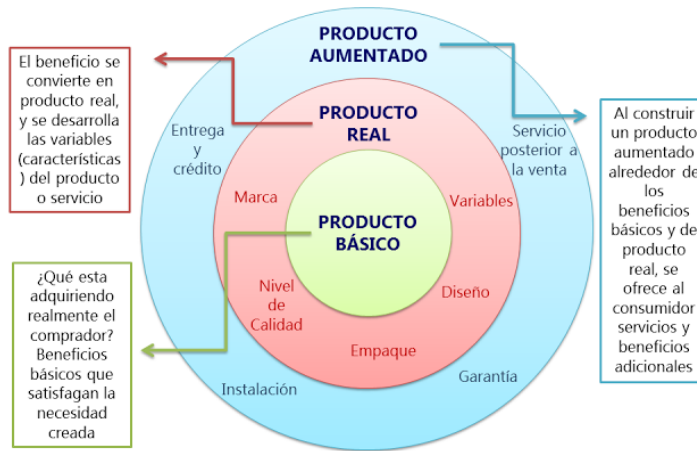 PRODUCTO
AUMENTADO
El beneficio se
convierte en
producto real,
y se desarrolla
las variables
(características
) del producto
o servicio
PRODUCTO
REAL
Entrega
y
crédito
Servicio
posterior a
la venta
Al construir
un producto
aumentado
alrededor de
los
beneficios
básicos y de
producto
real, se
ofrece al
consumidor
servicios y
beneficios
adicionales
Marca
Variables
PRODUCTO
BÁSICO
¿Qué esta
adquiriendo
realmente el
comprador?
Beneficios
básicos que
satisfagan la
necesidad
creada
Nivel
de
Calidad
Diseño
Empaque
Instalación
Garantía